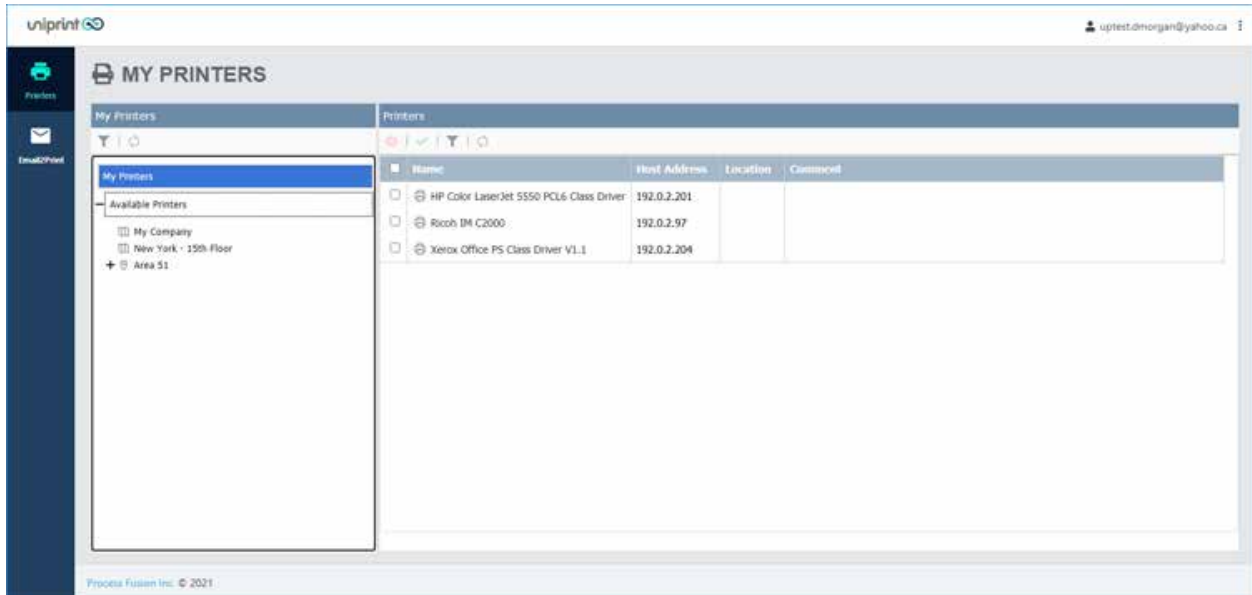 uniprint
uptest.dmorgan@yahoo.ca
Printers
Email2Print
MY PRINTERS
My Printers
Printers
My Printers
Available Printers
My Company
New York - 15th Floor
Area 51
Name Host Address Location Comment
HP Color LaserJet 5550 PCL6 Class Driver 192.0.2.201
Ricoh IM C2000 192.0.2.97
Xerox Office PS Class Driver V1.1 192.0.2.204
Process Fusion Inc. © 2021